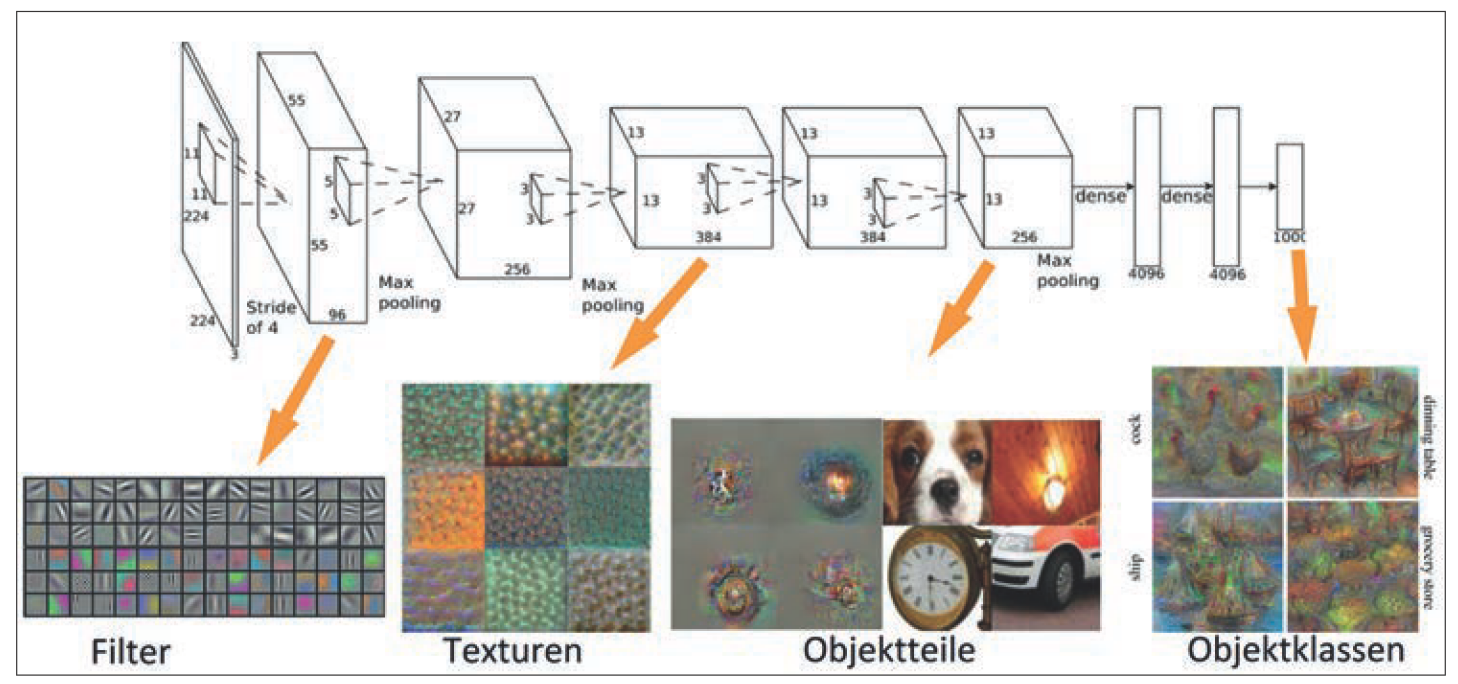 55
27
13
13
13
11
5
3
3
3
11
5
3
3
3
224
55
27
13
13
13
dense
dense
384
384
256
256
1000
4096
4096
224
Stride
of 4
96
3
Max
pooling
Max
pooling
Max
pooling
cock
dining table
ship
grocery store
Filter
Texturen
Objektteile
Objektklassen